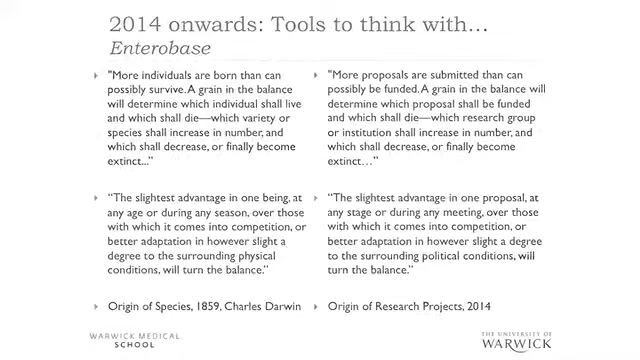 2014 onwards: Tools to think with...
Enterobase
"More individuals are born than can
possibly survive. A grain in the balance
will determine which individual shall live
and which shall die—which variety or
species shall increase in number, and
which shall decrease, or finally become
extinct..."
"The slightest advantage in one being, at
any age or during any season, over those
with which it comes into competition, or
better adaptation in however slight a
degree to the surrounding physical
conditions, will turn the balance."
Origin of Species, 1859, Charles Darwin
"More proposals are submitted than can
possibly be funded. A grain in the balance will
determine which proposal shall be funded
and which shall die—which research group
or institution shall increase in number, and
which shall decrease, or finally become
extinct…"
"The slightest advantage in one proposal, at
any stage or during any meeting, over those
with which it comes into competition, or
better adaptation in however slight a degree
to the surrounding political conditions, will
turn the balance."
Origin of Research Projects, 2014
WARWICK MEDICAL
SCHOOL
THE UNIVERSITY OF
WARWICK